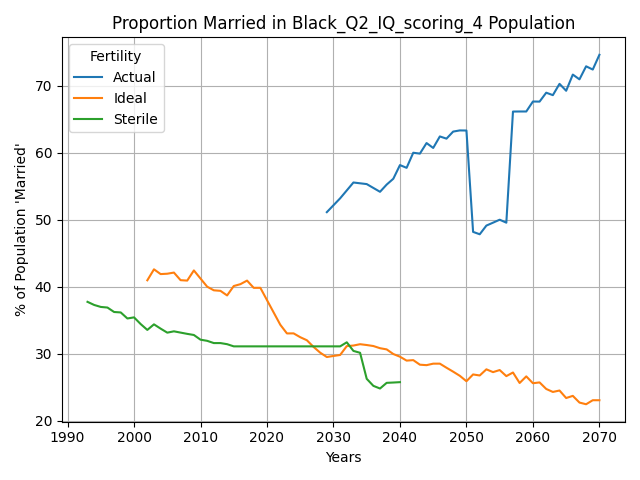 Proportion Married in Black_Q2_IQ_scoring_4 Population
Fertility
Actual
Ideal
Sterile
% of Population 'Married'
70
60
50
40
30
20
1990 2000 2010 2020 2030 2040 2050 2060 2070
Years